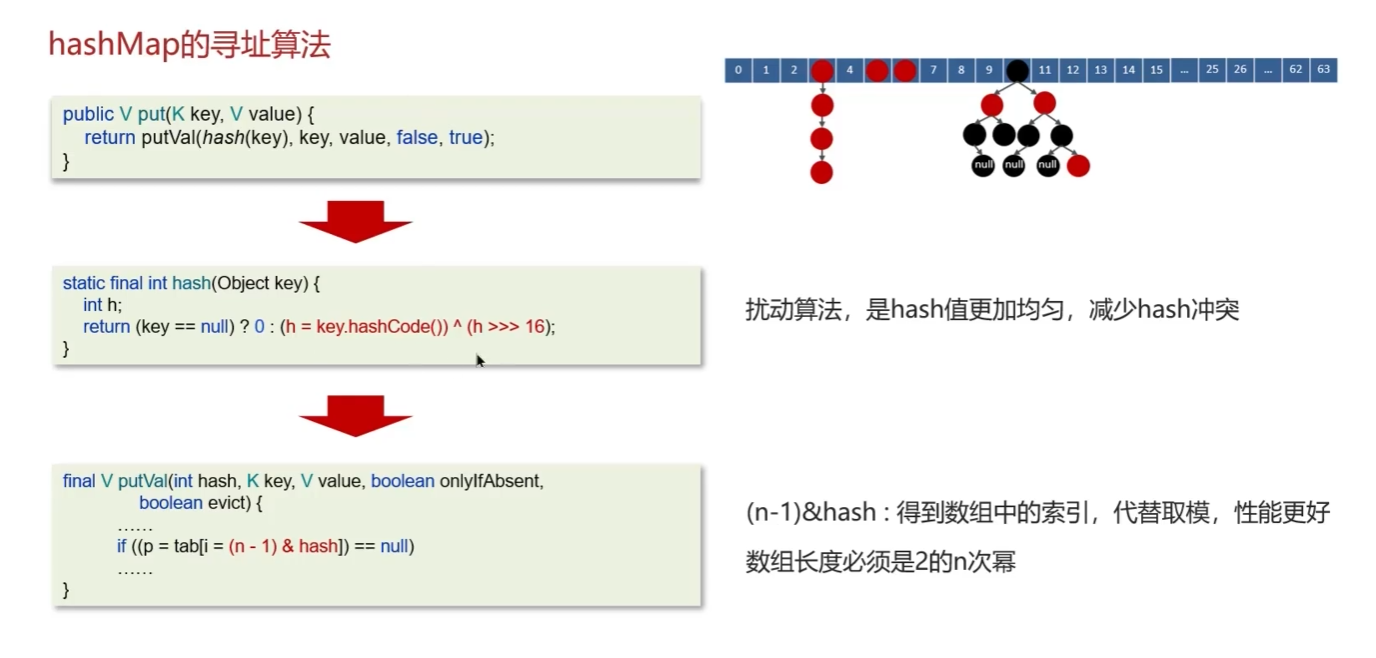 hashMap的寻址算法
0 1 2 4 7 8 9 11 12 13 14 15 ... 25 26 ... 62 63
null null null
public V put(K key, V value) {
return putVal(hash(key), key, value, false, true);
}
static final int hash(Object key) {
int h;
return (key == null) ? 0 : (h = key.hashCode()) ^ (h >>> 16);
}
扰动算法，是hash值更加均匀，减少hash冲突
final V putVal(int hash, K key, V value, boolean onlyIfAbsent,
boolean evict) {
……
if ((p = tab[i = (n - 1) & hash]) == null)
……
}
(n-1)&hash : 得到数组中的索引，代替取模，性能更好
数组长度必须是2的n次幂